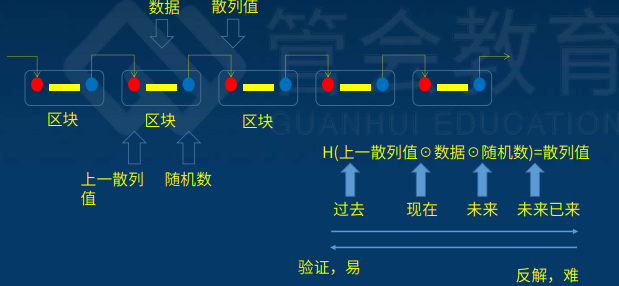 数据 散列值
管会教育
GUANHUI EDUCATION
区块 区块 区块
上一散列值 随机数
H(上一散列值⊙数据⊙随机数)=散列值
过去 现在 未来 未来已来
验证，易
反解，难